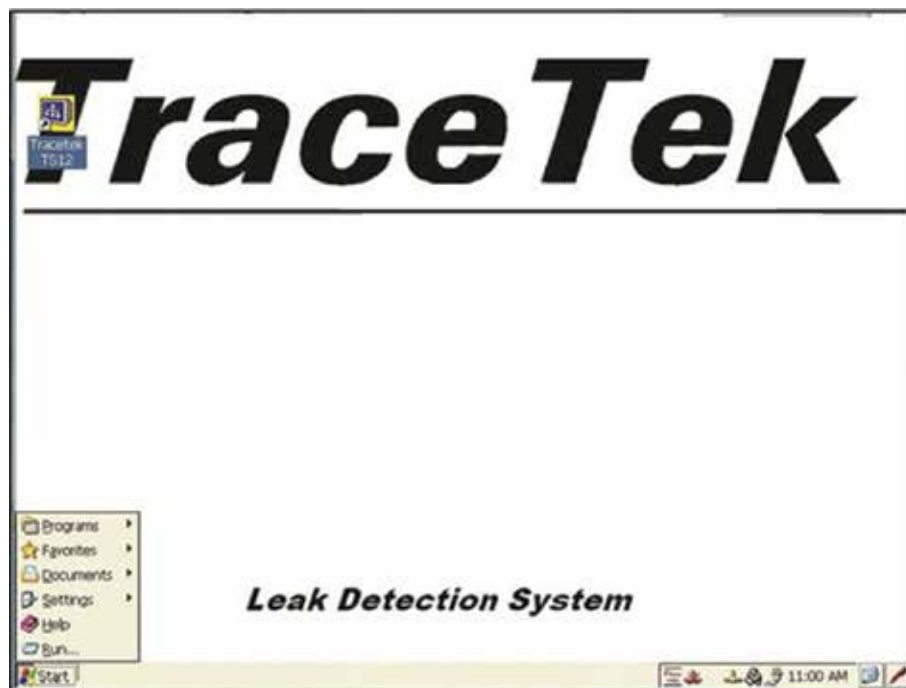 TraceTek
Tracetek
TS12
Programs
Favorites
Documents
Settings
Help
Run...
Leak Detection System
Start
11:00 AM